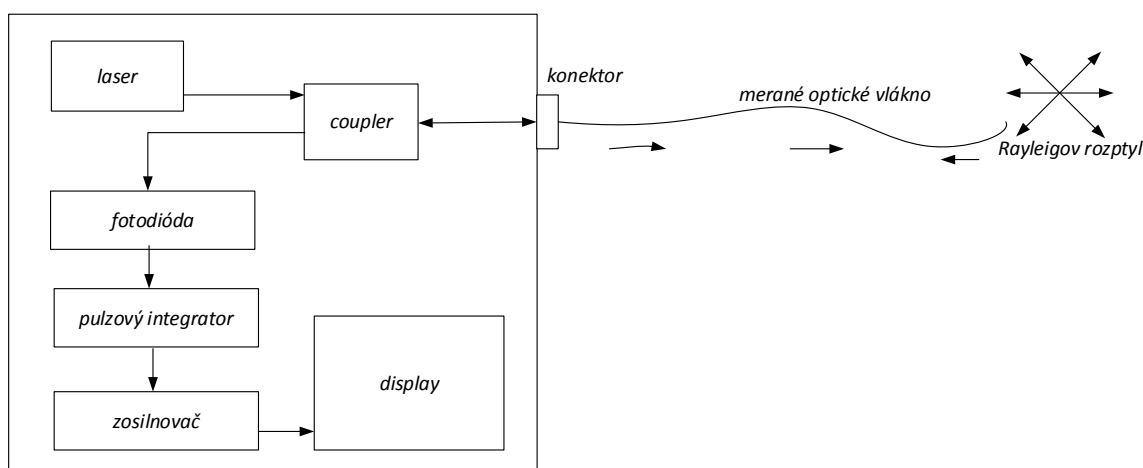 laser
konektor
coupler
merané optické vlákno
Rayleigov rozptyl
fotodióda
pulzový integrator
display
zosilnovač